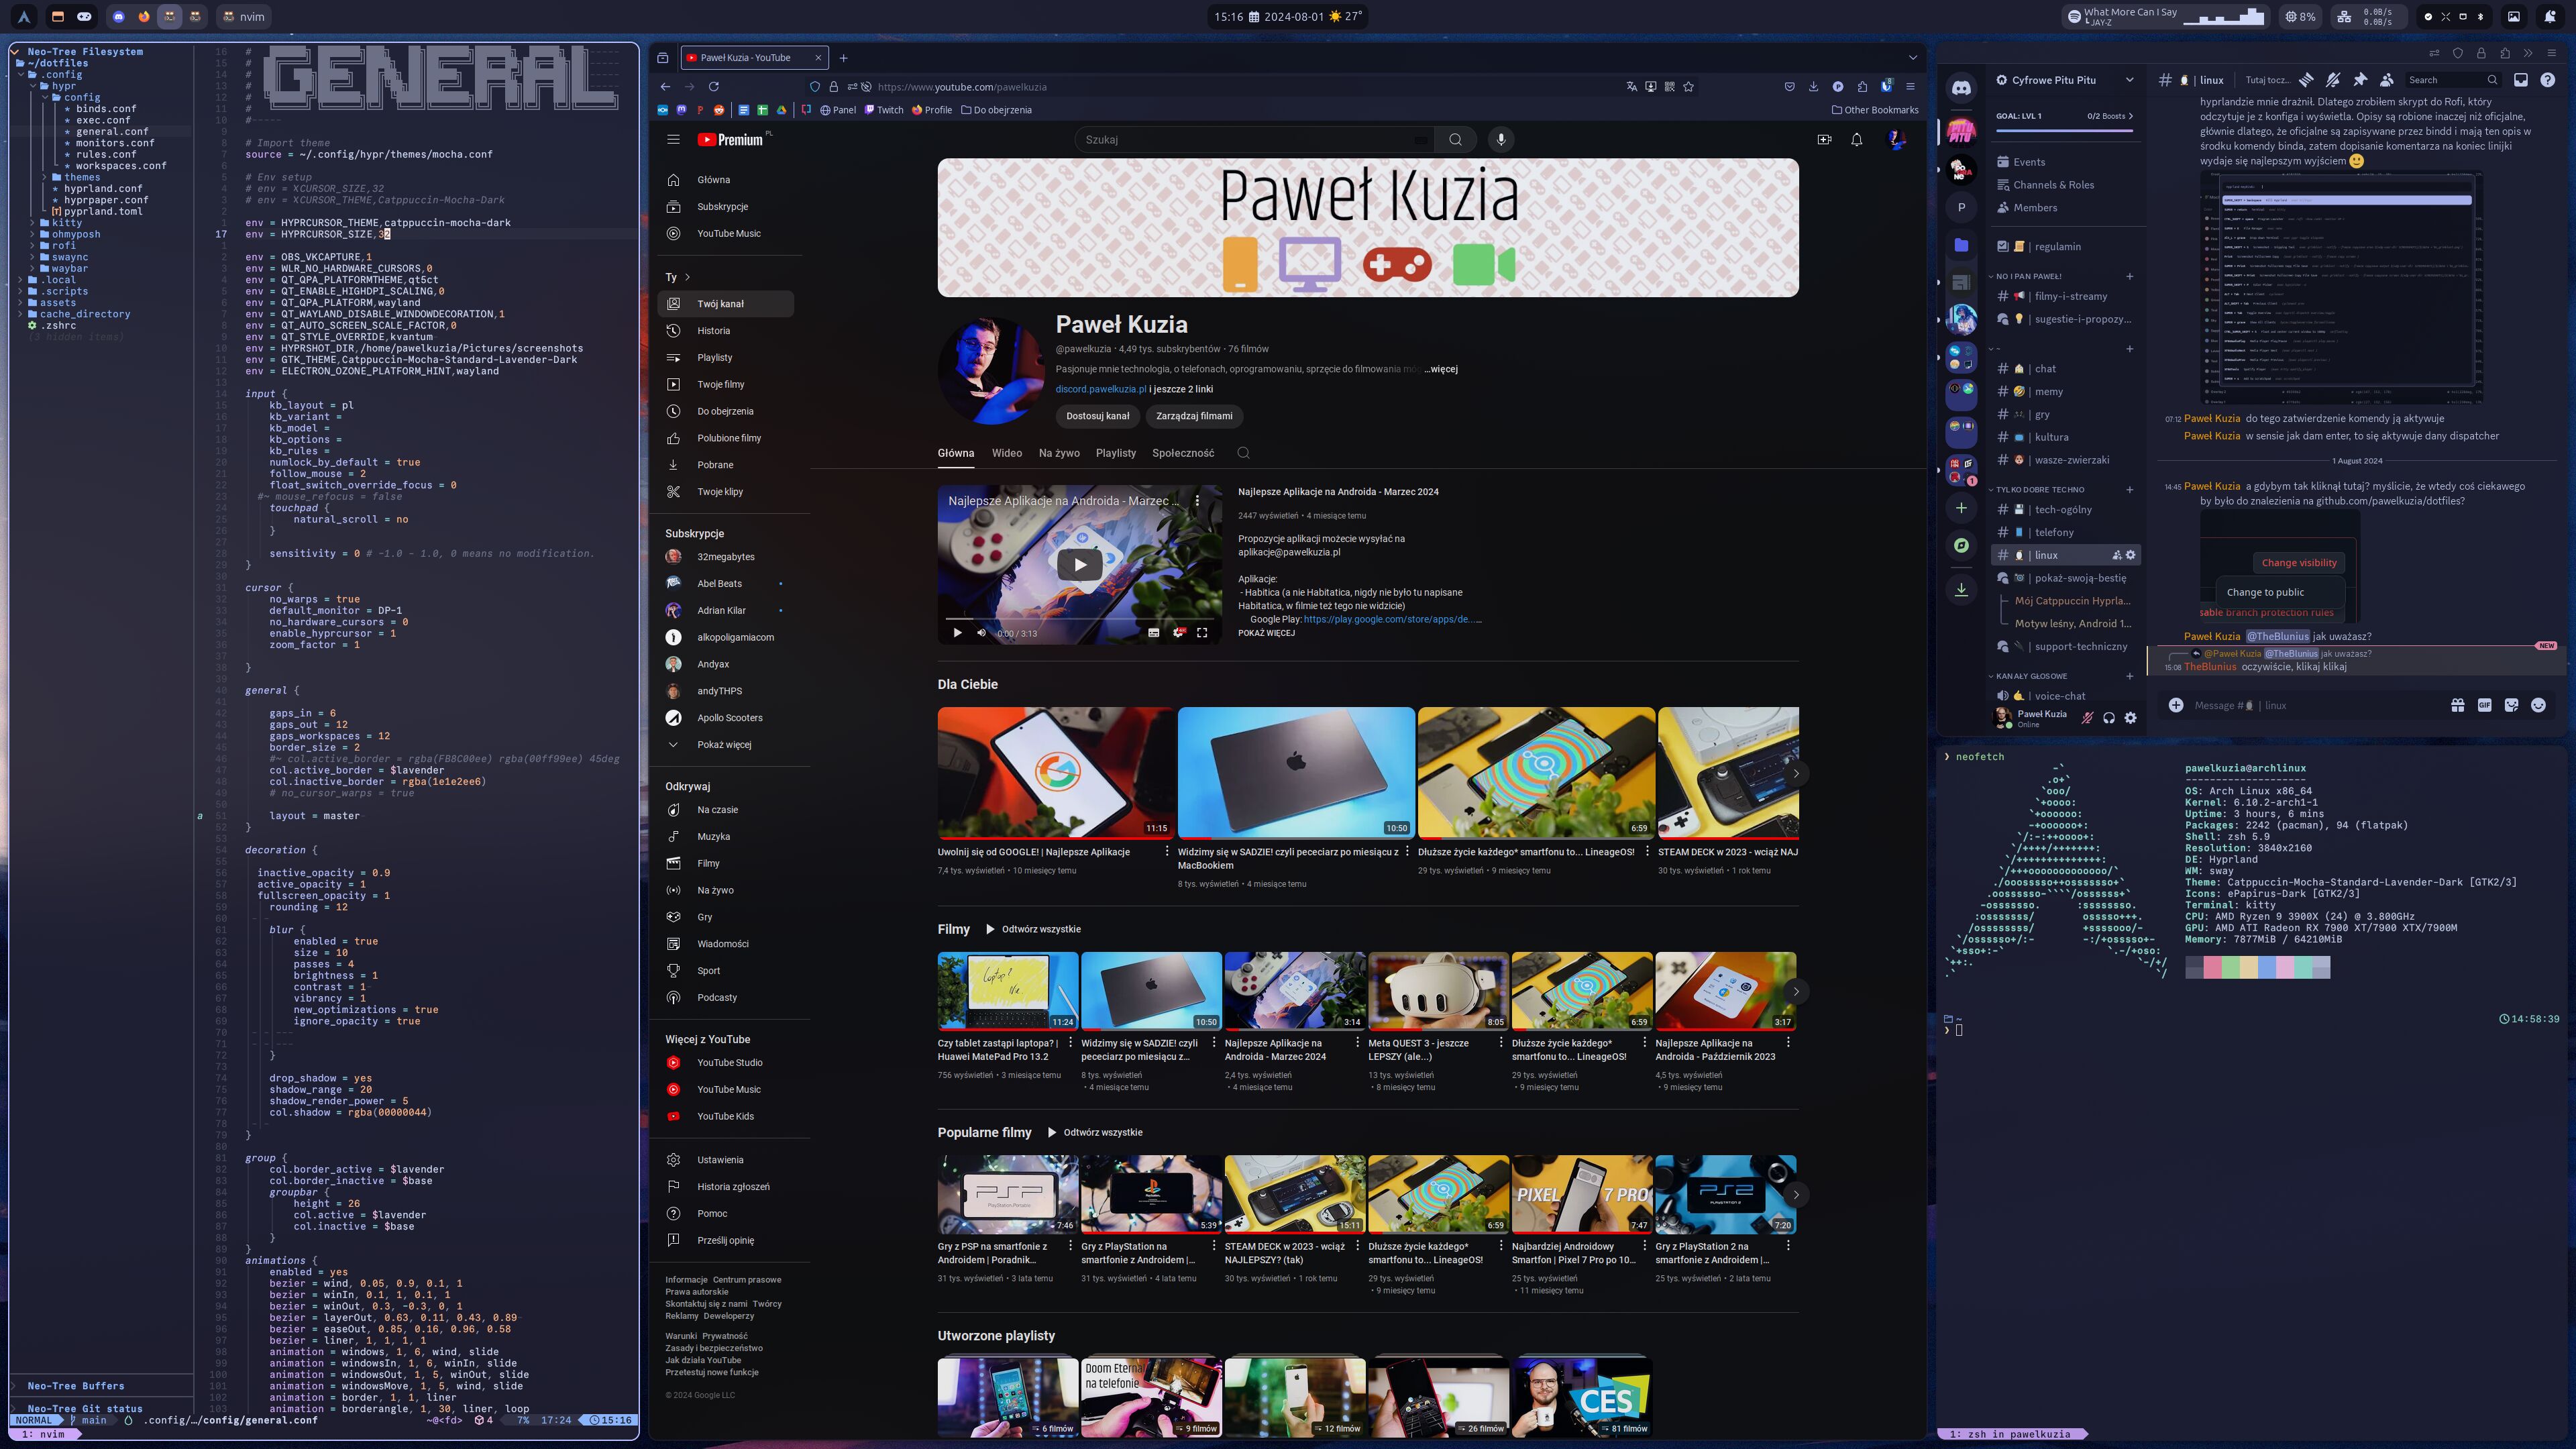 nvim
15:16 2024-08-01 27°
What More Can I Say
JAY-Z
8%
0.0B/s
0.0B/s
Neo-Tree Filesystem
~/dotfiles
.config
hypr
config
binds.conf
exec.conf
general.conf
monitors.conf
rules.conf
workspaces.conf
themes
hyprland.conf
hyprpaper.conf
pyprland.toml
kitty
ohmyposh
rofi
swaync
waybar
.local
.scripts
assets
cache_directory
.zshrc
(3 hidden items)
Neo-Tree Buffers
Neo-Tree Git status
GENERAL
# Import theme
source = ~/.config/hypr/themes/mocha.conf
# Env setup
# env = XCURSOR_SIZE,32
# env = XCURSOR_THEME,Catppuccin-Mocha-Dark
env = HYPRCURSOR_THEME,catppuccin-mocha-dark
17 env = HYPRCURSOR_SIZE,32
env = OBS_VKCAPTURE,1
env = WLR_NO_HARDWARE_CURSORS,0
env = QT_QPA_PLATFORMTHEME,qt5ct
env = QT_ENABLE_HIGHDPI_SCALING,0
env = QT_QPA_PLATFORM,wayland
env = QT_WAYLAND_DISABLE_WINDOWDECORATION,1
env = QT_AUTO_SCREEN_SCALE_FACTOR,0
env = QT_STYLE_OVERRIDE,kvantum
env = HYPRSHOT_DIR,/home/pawelkuzia/Pictures/screenshots
env = GTK_THEME,Catppuccin-Mocha-Standard-Lavender-Dark
env = ELECTRON_OZONE_PLATFORM_HINT,wayland
input {
kb_layout = pl
kb_variant =
kb_model =
kb_options =
kb_rules =
numlock_by_default = true
follow_mouse = 2
float_switch_override_focus = 0
#~ mouse_refocus = false
touchpad {
natural_scroll = no
}
sensitivity = 0 # -1.0 - 1.0, 0 means no modification.
}
cursor {
no_warps = true
default_monitor = DP-1
no_hardware_cursors = 0
enable_hyprcursor = 1
zoom_factor = 1
}
general {
gaps_in = 6
gaps_out = 12
gaps_workspaces = 12
border_size = 2
#~ col.active_border = rgba(FB8C00ee) rgba(00ff99ee) 45deg
col.active_border = $lavender
col.inactive_border = rgba(1e1e2ee6)
# no_cursor_warps = true
layout = master
}
decoration {
inactive_opacity = 0.9
active_opacity = 1
fullscreen_opacity = 1
rounding = 12
blur {
enabled = true
size = 10
passes = 4
brightness = 1
contrast = 1
vibrancy = 1
new_optimizations = true
ignore_opacity = true
}
drop_shadow = yes
shadow_range = 20
shadow_render_power = 5
col.shadow = rgba(00000044)
}
group {
col.border_active = $lavender
col.border_inactive = $base
groupbar {
height = 26
col.active = $lavender
col.inactive = $base
}
}
animations {
enabled = yes
bezier = wind, 0.05, 0.9, 0.1, 1
bezier = winIn, 0.1, 1, 0.1, 1
bezier = winOut, 0.3, -0.3, 0, 1
bezier = layerOut, 0.63, 0.11, 0.43, 0.89
bezier = easeOut, 0.85, 0.16, 0.96, 0.58
bezier = liner, 1, 1, 1, 1
animation = windows, 1, 6, wind, slide
animation = windowsIn, 1, 6, winIn, slide
animation = windowsOut, 1, 5, winOut, slide
animation = windowsMove, 1, 5, wind, slide
animation = border, 1, 1, liner
animation = borderangle, 1, 30, liner, loop
NORMAL main .config/…/config/general.conf ~@<fd> 4 7% 17:24 15:16
1: nvim
Paweł Kuzia - YouTube
https://www.youtube.com/pawelkuzia
Panel Twitch Profile Do obejrzenia Other Bookmarks
Premium PL
Szukaj
Główna
Subskrypcje
YouTube Music
Ty
Twój kanał
Historia
Playlisty
Twoje filmy
Do obejrzenia
Polubione filmy
Pobrane
Twoje klipy
Subskrypcje
32megabytes
Abel Beats
Adrian Kilar
alkopoligamiacom
Andyax
andyTHPS
Apollo Scooters
Pokaż więcej
Odkrywaj
Na czasie
Muzyka
Filmy
Na żywo
Gry
Wiadomości
Sport
Podcasty
Więcej z YouTube
YouTube Studio
YouTube Music
YouTube Kids
Ustawienia
Historia zgłoszeń
Pomoc
Prześlij opinię
Informacje Centrum prasowe
Prawa autorskie
Skontaktuj się z nami Twórcy
Reklamy Deweloperzy
Warunki Prywatność
Zasady i bezpieczeństwo
Jak działa YouTube
Przetestuj nowe funkcje
© 2024 Google LLC
Paweł Kuzia
Paweł Kuzia
@pawelkuzia • 4,49 tys. subskrybentów • 76 filmów
Pasjonuje mnie technologia, o telefonach, oprogramowaniu, sprzęcie do filmowania ...więcej
discord.pawelkuzia.pl i jeszcze 2 linki
Dostosuj kanał Zarządzaj filmami
Główna Wideo Na żywo Playlisty Społeczność
Najlepsze Aplikacje na Androida - Marzec ...
0:00 / 3:13
Najlepsze Aplikacje na Androida - Marzec 2024
2447 wyświetleń • 4 miesiące temu
Propozycje aplikacji możecie wysyłać na
aplikacje@pawelkuzia.pl
Aplikacje:
- Habitica (a nie Habitatica, nigdy nie było tu napisane
Habitatica, w filmie też tego nie widzicie)
Google Play: https://play.google.com/store/apps/de...
POKAŻ WIĘCEJ
Dla Ciebie
11:15
10:50
6:59
Uwolnij się od GOOGLE! | Najlepsze Aplikacje
7,4 tys. wyświetleń • 10 miesięcy temu
Widzimy się w SADZIE! czyli pececiarz po miesiącu z
MacBookiem
8 tys. wyświetleń • 4 miesiące temu
Dłuższe życie każdego* smartfonu to... LineageOS!
29 tys. wyświetleń • 9 miesięcy temu
STEAM DECK w 2023 - wciąż NAJ
30 tys. wyświetleń • 1 rok temu
Filmy Odtwórz wszystkie
Laptop?
11:24
10:50
3:14
8:05
6:59
3:17
Czy tablet zastąpi laptopa? |
Huawei MatePad Pro 13.2
756 wyświetleń • 3 miesiące temu
Widzimy się w SADZIE! czyli
pececiarz po miesiącu z…
8 tys. wyświetleń
• 4 miesiące temu
Najlepsze Aplikacje na
Androida - Marzec 2024
2,4 tys. wyświetleń
• 4 miesiące temu
Meta QUEST 3 - jeszcze
LEPSZY (ale...)
13 tys. wyświetleń
• 8 miesięcy temu
Dłuższe życie każdego*
smartfonu to... LineageOS!
29 tys. wyświetleń
• 9 miesięcy temu
Najlepsze Aplikacje na
Androida - Październik 2023
4,5 tys. wyświetleń
• 9 miesięcy temu
Popularne filmy Odtwórz wszystkie
PSP
7:46
5:39
15:11
6:59
PIXEL 7 PRO
7:47
PS2
7:20
Gry z PSP na smartfonie z
Androidem | Poradnik…
31 tys. wyświetleń • 3 lata temu
Gry z PlayStation na
smartfonie z Androidem |…
31 tys. wyświetleń • 4 lata temu
STEAM DECK w 2023 - wciąż
NAJLEPSZY? (tak)
30 tys. wyświetleń • 1 rok temu
Dłuższe życie każdego*
smartfonu to... LineageOS!
29 tys. wyświetleń
• 9 miesięcy temu
Najbardziej Androidowy
Smartfon | Pixel 7 Pro po 10…
25 tys. wyświetleń
• 11 miesięcy temu
Gry z PlayStation 2 na
smartfonie z Androidem |…
25 tys. wyświetleń • 2 lata temu
Utworzone playlisty
6 filmów
Doom Eternal
na telefonie
9 filmów
12 filmów
26 filmów
CES
81 filmów
Cyfrowe Pitu Pitu
GOAL: LVL 1 0/2 Boosts
Events
Channels & Roles
Members
regulamin
NO I PAN PAWEŁ!
filmy-i-streamy
sugestie-i-propozy...
chat
memy
gry
kultura
wasze-zwierzaki
TYLKO DOBRE TECHNO
tech-ogólny
telefony
linux
pokaż-swoją-bestię
Mój Catppuccin Hyprla...
Motyw leśny, Android 1...
support-techniczny
KANAŁY GŁOSOWE
voice-chat
Paweł Kuzia
Online
# | linux Tutaj tocz... Search
hyprlandzie mnie drażnił. Dlatego zrobiłem skrypt do Rofi, który
odczytuje je z konfiga i wyświetla. Opisy są robione inaczej niż oficjalne,
głównie dlatego, że oficjalne są zapisywane przez bindd i mają ten opis w
środku komendy binda, zatem dopisanie komentarza na koniec linijki
wydaje się najlepszym wyjściem
07:12 Paweł Kuzia do tego zatwierdzenie komendy ją aktywuje
Paweł Kuzia w sensie jak dam enter, to się aktywuje dany dispatcher
1 August 2024
14:45 Paweł Kuzia a gdybym tak kliknął tutaj? myślicie, że wtedy coś ciekawego
by było do znalezienia na github.com/pawelkuzia/dotfiles?
Change visibility
Change to public
sable branch protection rules
Paweł Kuzia @TheBlunius jak uważasz?
NEW
@Paweł Kuzia @TheBlunius jak uważasz?
15:08 TheBlunius oczywiście, klikaj klikaj
Message # | linux
GIF
❯ neofetch
pawelkuzia@archlinux
OS: Arch Linux x86_64
Kernel: 6.10.2-arch1-1
Uptime: 3 hours, 6 mins
Packages: 2242 (pacman), 94 (flatpak)
Shell: zsh 5.9
Resolution: 3840x2160
DE: Hyprland
WM: sway
Theme: Catppuccin-Mocha-Standard-Lavender-Dark [GTK2/3]
Icons: ePapirus-Dark [GTK2/3]
Terminal: kitty
CPU: AMD Ryzen 9 3900X (24) @ 3.800GHz
GPU: AMD ATI Radeon RX 7900 XT/7900 XTX/7900M
Memory: 7877MiB / 64210MiB
~ 14:58:39
❯
1: zsh in pawelkuzia